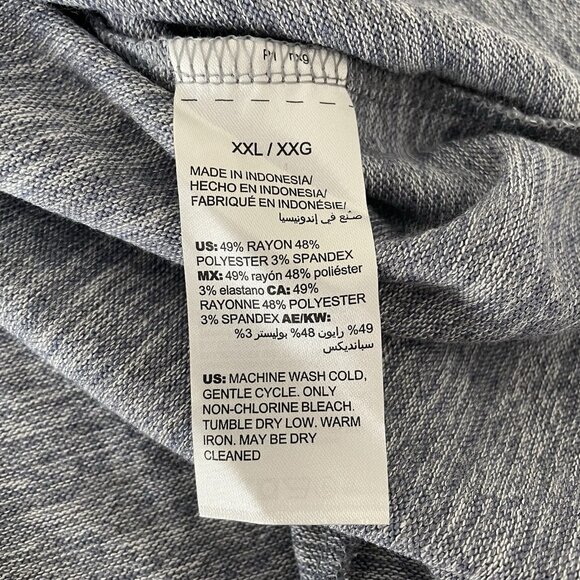 XXL / XXG
MADE IN INDONESIA/
HECHO EN INDONESIA/
FABRIQUÉ EN INDONÉSIE/
صنع في إندونيسيا
US: 49% RAYON 48%
POLYESTER 3% SPANDEX
MX: 49% rayón 48% poliéster
3% elastano CA: 49%
RAYONNE 48% POLYESTER
3% SPANDEX AE/KW:
49% رايون 48% بوليستر 3%
سبانديكس
US: MACHINE WASH COLD,
GENTLE CYCLE. ONLY
NON-CHLORINE BLEACH.
TUMBLE DRY LOW. WARM
IRON. MAY BE DRY
CLEANED